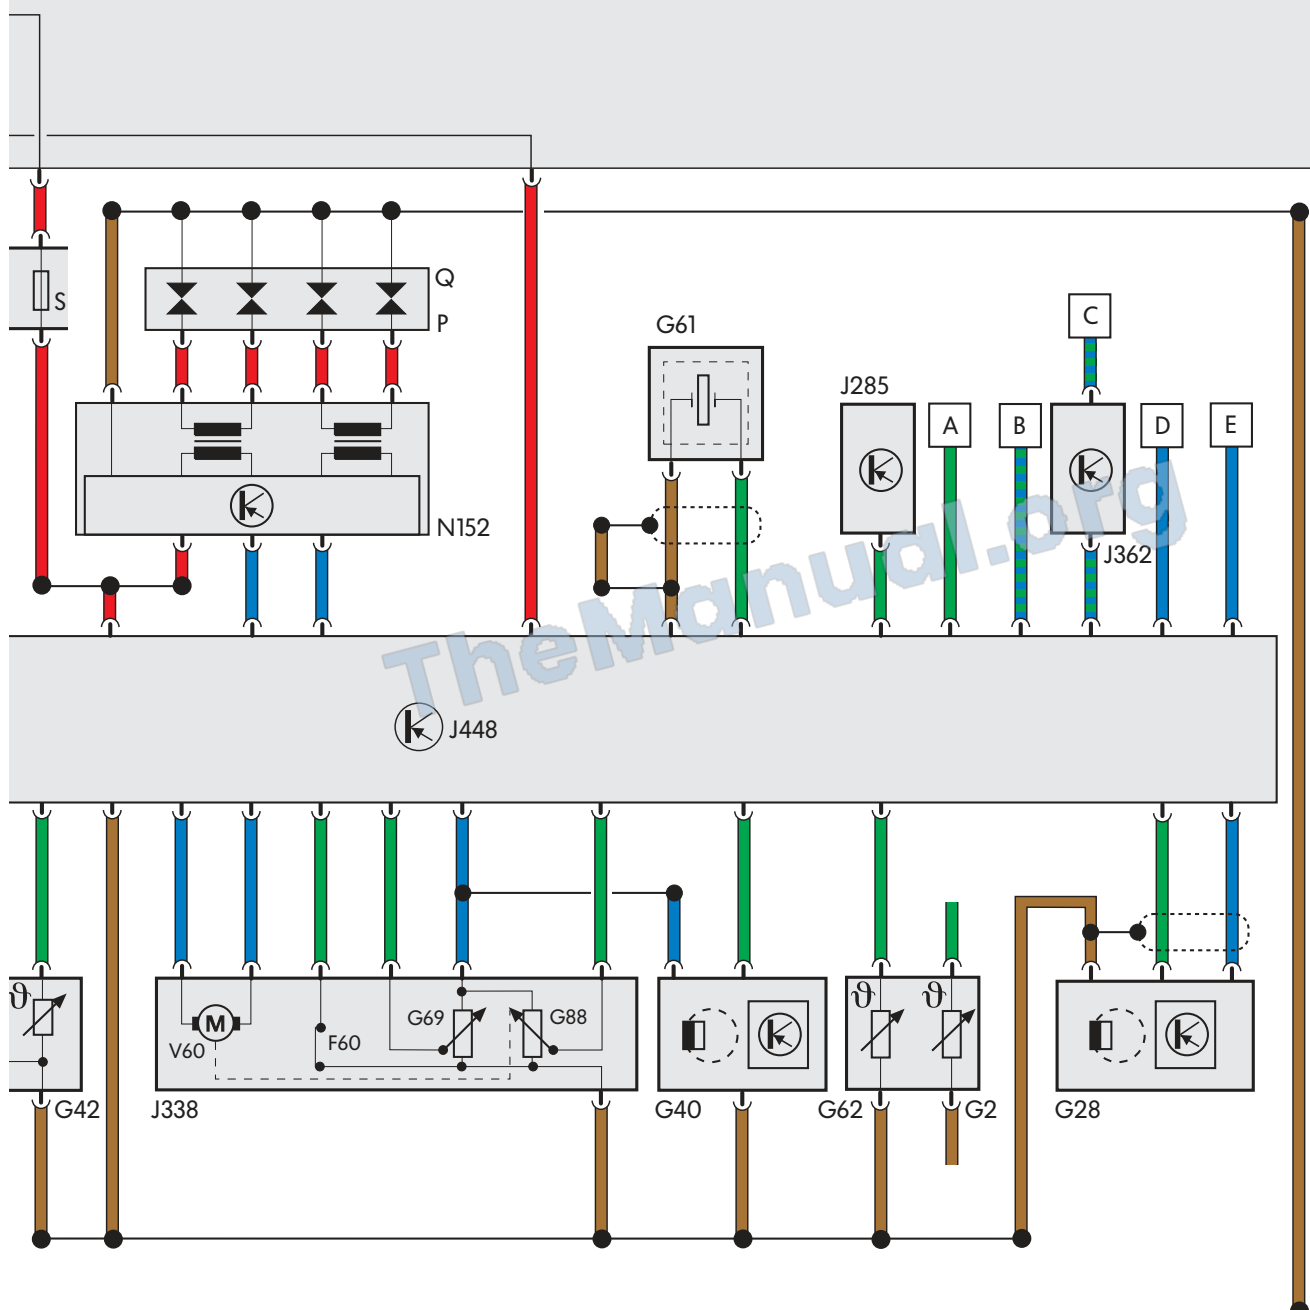 Q
S
P
G61
C
J285
A
B
D
E
N152
J362
TheManual.org
J448
ϑ
ϑ
ϑ
M
G69
G88
V60
F60
G42
J338
G40
G62
G2
G28